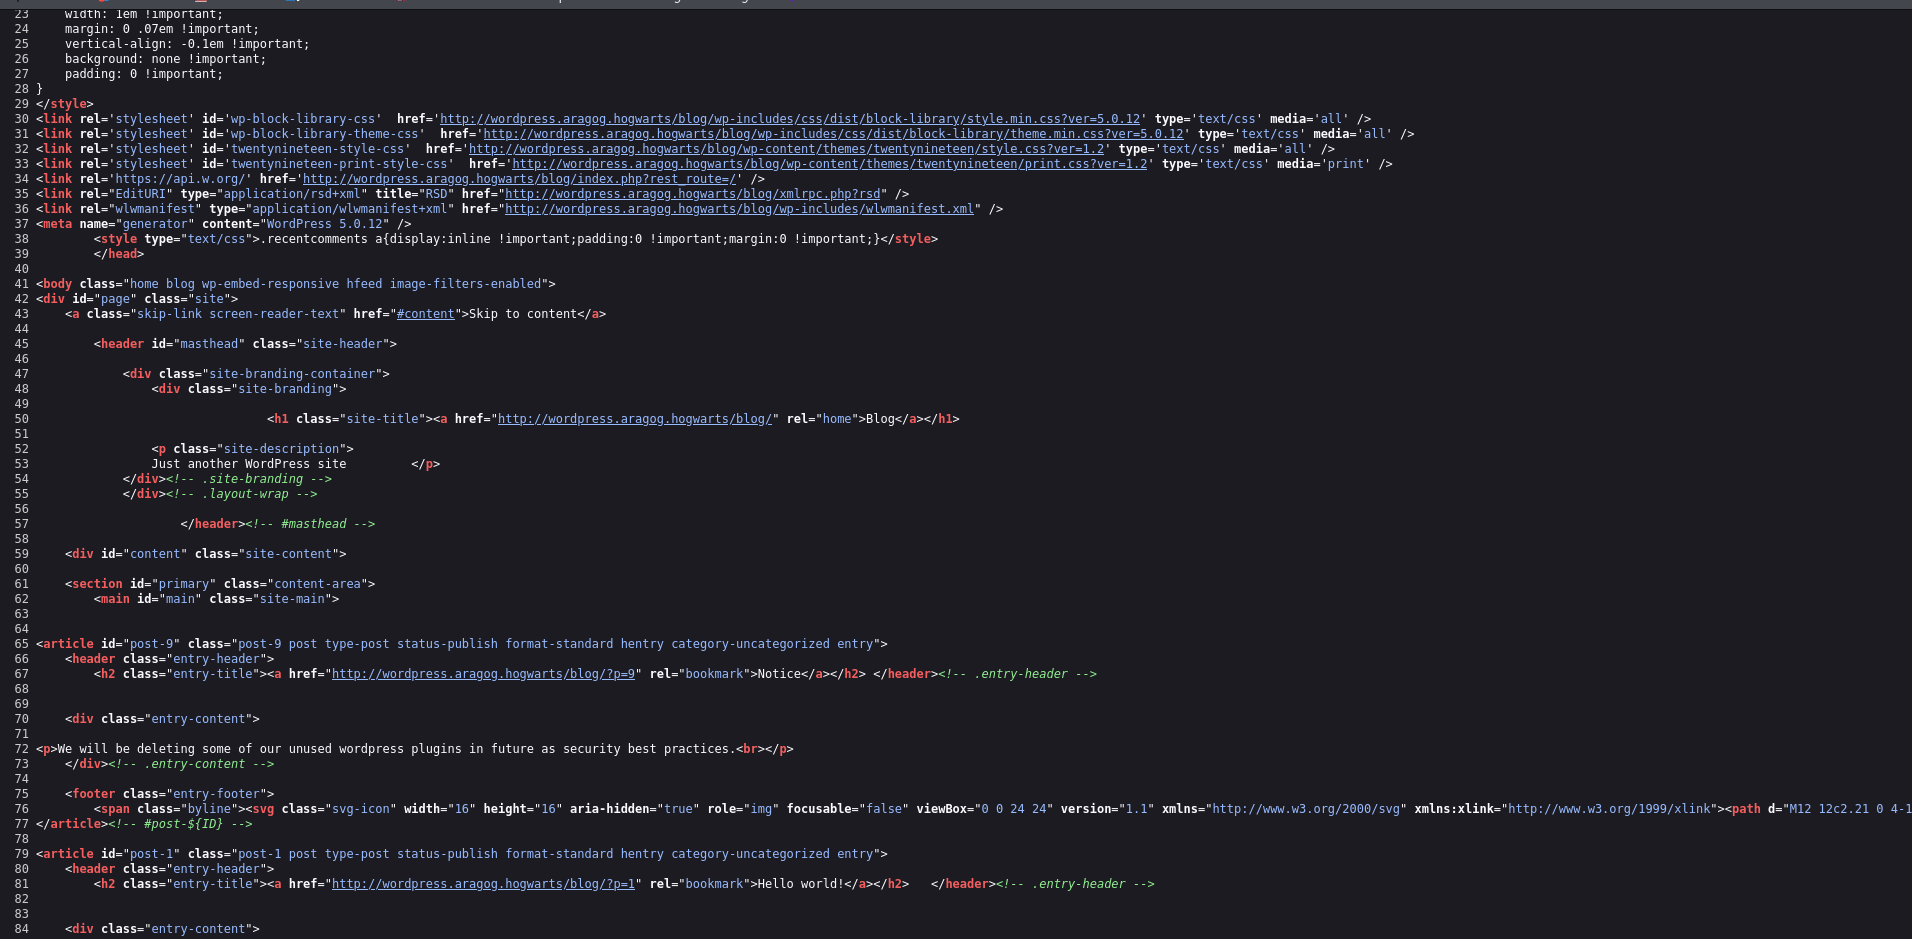 23     width: 1em !important;
24     margin: 0 .07em !important;
25     vertical-align: -0.1em !important;
26     background: none !important;
27     padding: 0 !important;
28 }
29 </style>
30 <link rel='stylesheet' id='wp-block-library-css'  href='http://wordpress.aragog.hogwarts/blog/wp-includes/css/dist/block-library/style.min.css?ver=5.0.12' type='text/css' media='all' />
31 <link rel='stylesheet' id='wp-block-library-theme-css'  href='http://wordpress.aragog.hogwarts/blog/wp-includes/css/dist/block-library/theme.min.css?ver=5.0.12' type='text/css' media='all' />
32 <link rel='stylesheet' id='twentynineteen-style-css'  href='http://wordpress.aragog.hogwarts/blog/wp-content/themes/twentynineteen/style.css?ver=1.2' type='text/css' media='all' />
33 <link rel='stylesheet' id='twentynineteen-print-style-css'  href='http://wordpress.aragog.hogwarts/blog/wp-content/themes/twentynineteen/print.css?ver=1.2' type='text/css' media='print' />
34 <link rel='https://api.w.org/' href='http://wordpress.aragog.hogwarts/blog/index.php?rest_route=/' />
35 <link rel="EditURI" type="application/rsd+xml" title="RSD" href="http://wordpress.aragog.hogwarts/blog/xmlrpc.php?rsd" />
36 <link rel="wlwmanifest" type="application/wlwmanifest+xml" href="http://wordpress.aragog.hogwarts/blog/wp-includes/wlwmanifest.xml" />
37 <meta name="generator" content="WordPress 5.0.12" />
38         <style type="text/css">.recentcomments a{display:inline !important;padding:0 !important;margin:0 !important;}</style>
39         </head>
40
41 <body class="home blog wp-embed-responsive hfeed image-filters-enabled">
42 <div id="page" class="site">
43     <a class="skip-link screen-reader-text" href="#content">Skip to content</a>
44
45         <header id="masthead" class="site-header">
46
47             <div class="site-branding-container">
48                 <div class="site-branding">
49
50                                 <h1 class="site-title"><a href="http://wordpress.aragog.hogwarts/blog/" rel="home">Blog</a></h1>
51
52                 <p class="site-description">
53                 Just another WordPress site         </p>
54             </div><!-- .site-branding -->
55             </div><!-- .layout-wrap -->
56
57                     </header><!-- #masthead -->
58
59     <div id="content" class="site-content">
60
61     <section id="primary" class="content-area">
62         <main id="main" class="site-main">
63
64
65 <article id="post-9" class="post-9 post type-post status-publish format-standard hentry category-uncategorized entry">
66     <header class="entry-header">
67         <h2 class="entry-title"><a href="http://wordpress.aragog.hogwarts/blog/?p=9" rel="bookmark">Notice</a></h2> </header><!-- .entry-header -->
68
69
70     <div class="entry-content">
71
72 <p>We will be deleting some of our unused wordpress plugins in future as security best practices.<br></p>
73     </div><!-- .entry-content -->
74
75     <footer class="entry-footer">
76         <span class="byline"><svg class="svg-icon" width="16" height="16" aria-hidden="true" role="img" focusable="false" viewBox="0 0 24 24" version="1.1" xmlns="http://www.w3.org/2000/svg" xmlns:xlink="http://www.w3.org/1999/xlink"><path d="M12 12c2.21 0 4-1
77 </article><!-- #post-${ID} -->
78
79 <article id="post-1" class="post-1 post type-post status-publish format-standard hentry category-uncategorized entry">
80     <header class="entry-header">
81         <h2 class="entry-title"><a href="http://wordpress.aragog.hogwarts/blog/?p=1" rel="bookmark">Hello world!</a></h2>   </header><!-- .entry-header -->
82
83
84     <div class="entry-content">